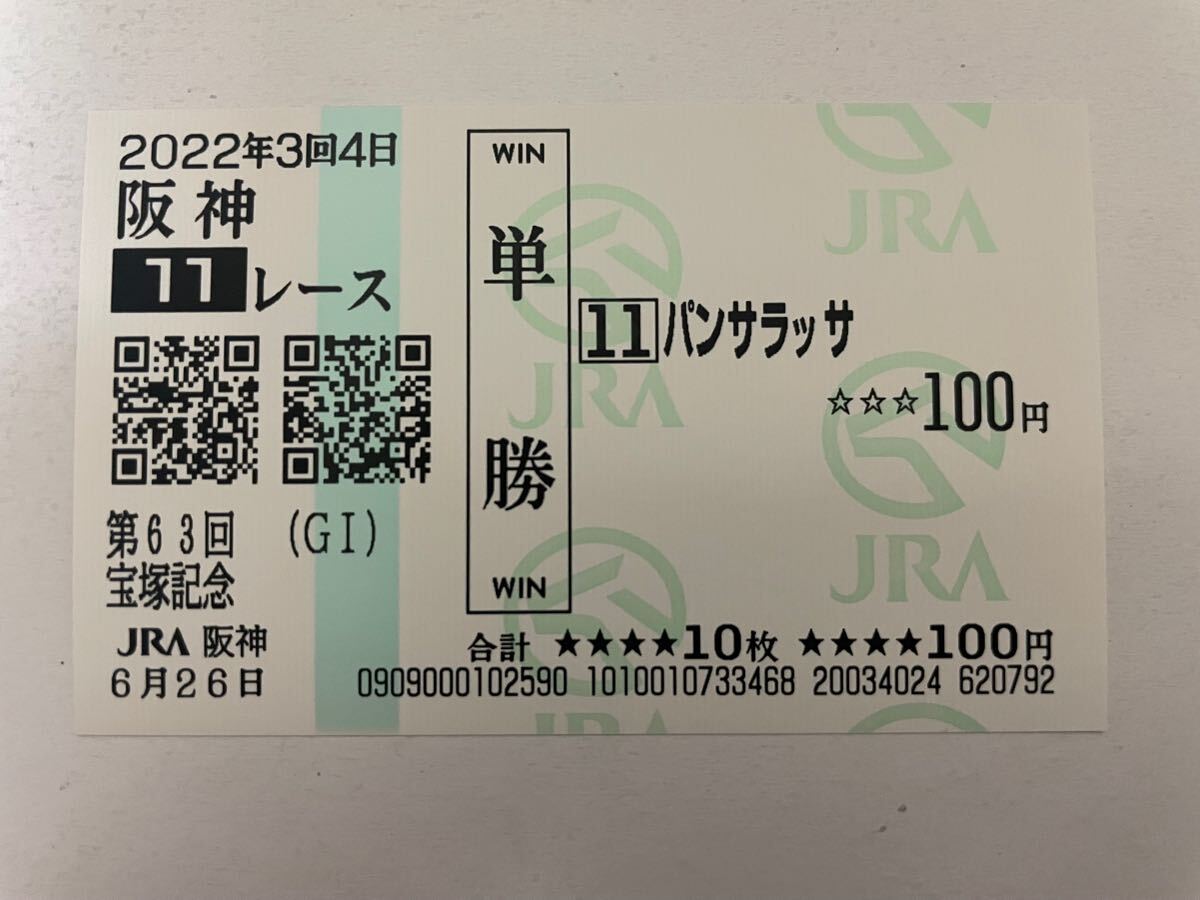 2022年3回4日
阪神
11レース
第63回 (GI)
宝塚記念
JRA 阪神
6月26日
WIN
単勝
WIN
11 パンサラッサ
☆☆☆100円
合計 ★★★★10枚 ★★★★100円
0909000102590 1010010733468 20034024 620792
JRA
JRA
JRA
JRA